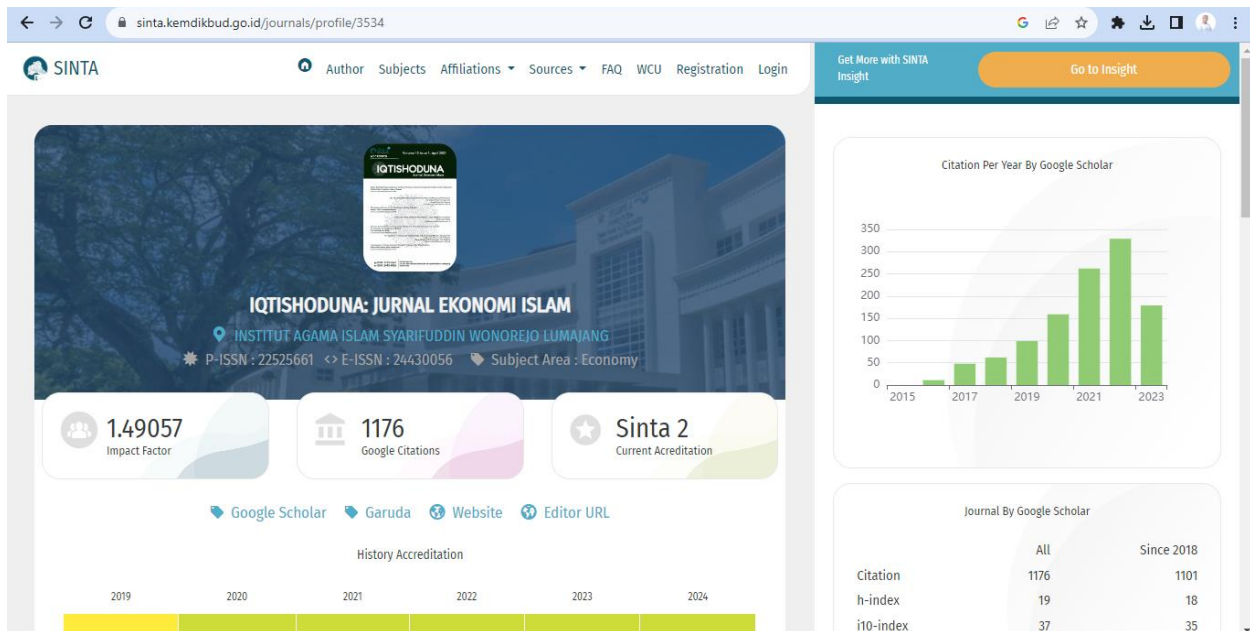 sinta.kemdikbud.go.id/journals/profile/3534
SINTA
Author Subjects Affiliations Sources FAQ WCU Registration Login
Get More with SINTA
Insight
Go to Insight
IQTISHODUNA
IQTISHODUNA: JURNAL EKONOMI ISLAM
INSTITUT AGAMA ISLAM SYARIFUDDIN WONOREJO LUMAJANG
P-ISSN : 22525661 <> E-ISSN : 24430056 Subject Area : Economy
1.49057
Impact Factor
1176
Google Citations
Sinta 2
Current Acreditation
Google Scholar Garuda Website Editor URL
History Accreditation
2019 2020 2021 2022 2023 2024
Citation Per Year By Google Scholar
350
300
250
200
150
100
50
0
2015 2017 2019 2021 2023
Journal By Google Scholar
All Since 2018
Citation 1176 1101
h-index 19 18
i10-index 37 35